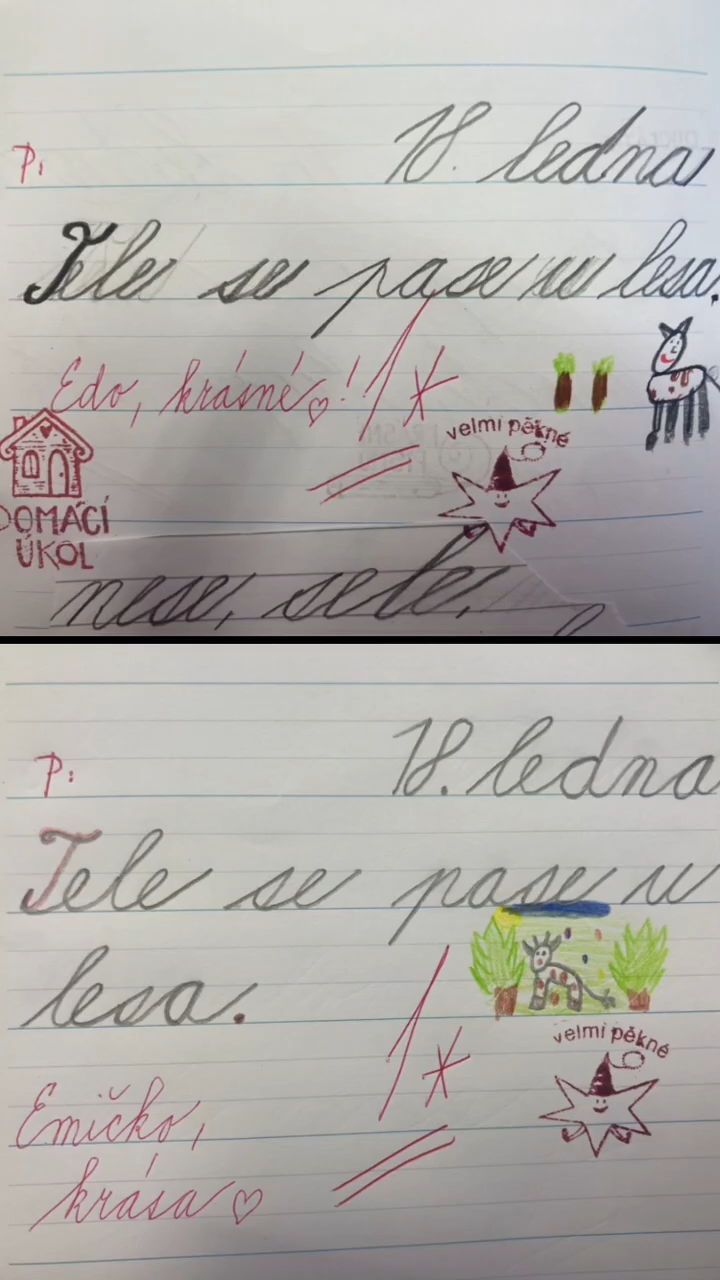 P:
18. ledna
Tele se pase u lesa.
Edo, krásné ♡!
1*
velmi pěkné
DOMÁCÍ
ÚKOL
nese, sele,
P:
18. ledna
Tele se pase u
lesa.
1*
velmi pěkné
Emičko,
krása ♡